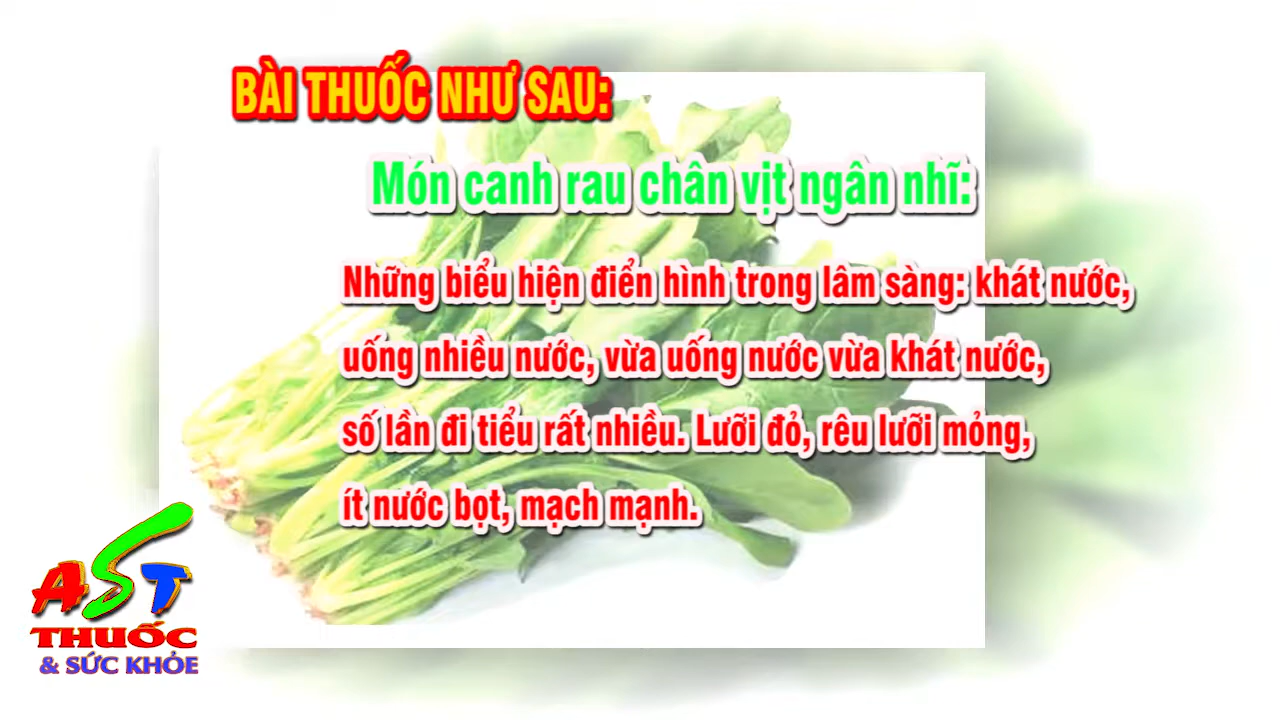 BÀI THUỐC NHƯ SAU:
Món canh rau chân vịt ngân nhĩ:
Những biểu hiện điển hình trong lâm sàng: khát nước,
uống nhiều nước, vừa uống nước vừa khát nước,
số lần đi tiểu rất nhiều. Lưỡi đỏ, rêu lưỡi mỏng,
ít nước bọt, mạch mạnh.
AST
THUỐC
& SỨC KHỎE